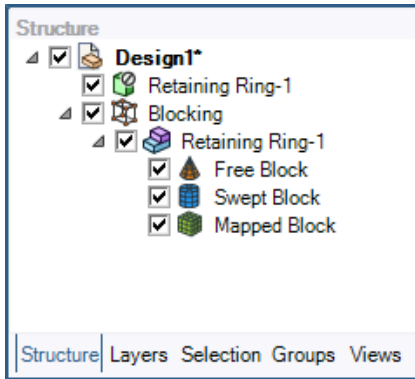 Structure
Design1*
Retaining Ring-1
Blocking
Retaining Ring-1
Free Block
Swept Block
Mapped Block
Structure Layers Selection Groups Views